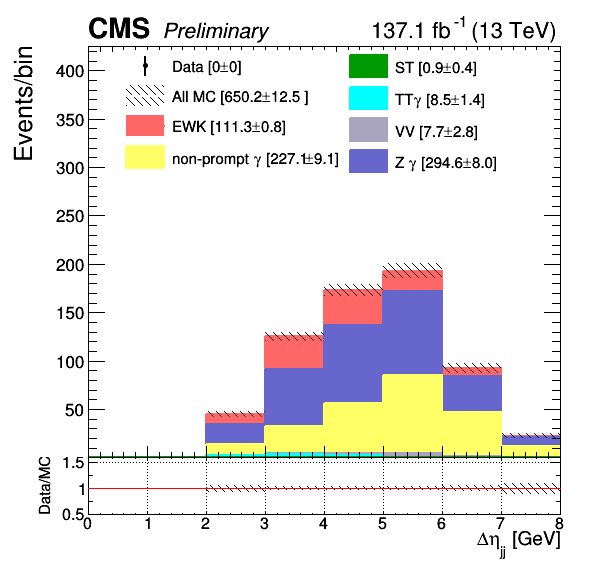 CMS Preliminary 137.1 fb⁻¹ (13 TeV)
Events/bin
Data [0±0]
All MC [650.2±12.5 ]
EWK [111.3±0.8]
non-prompt γ [227.1±9.1]
ST [0.9±0.4]
TTγ [8.5±1.4]
VV [7.7±2.8]
Z γ [294.6±8.0]
400
350
300
250
200
150
100
50
Data/MC
1.5
1
0.5
0 1 2 3 4 5 6 7 8
Δη_jj [GeV]